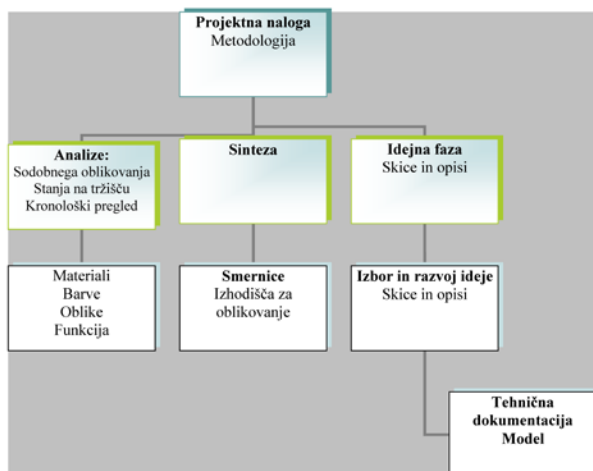 Projektna naloga
Metodologija
Analize:
Sodobnega oblikovanja
Stanja na tržišču
Kronološki pregled
Sinteza
Idejna faza
Skice in opisi
Materiali
Barve
Oblike
Funkcija
Smernice
Izhodišča za
oblikovanje
Izbor in razvoj ideje
Skice in opisi
Tehnična
dokumentacija
Model